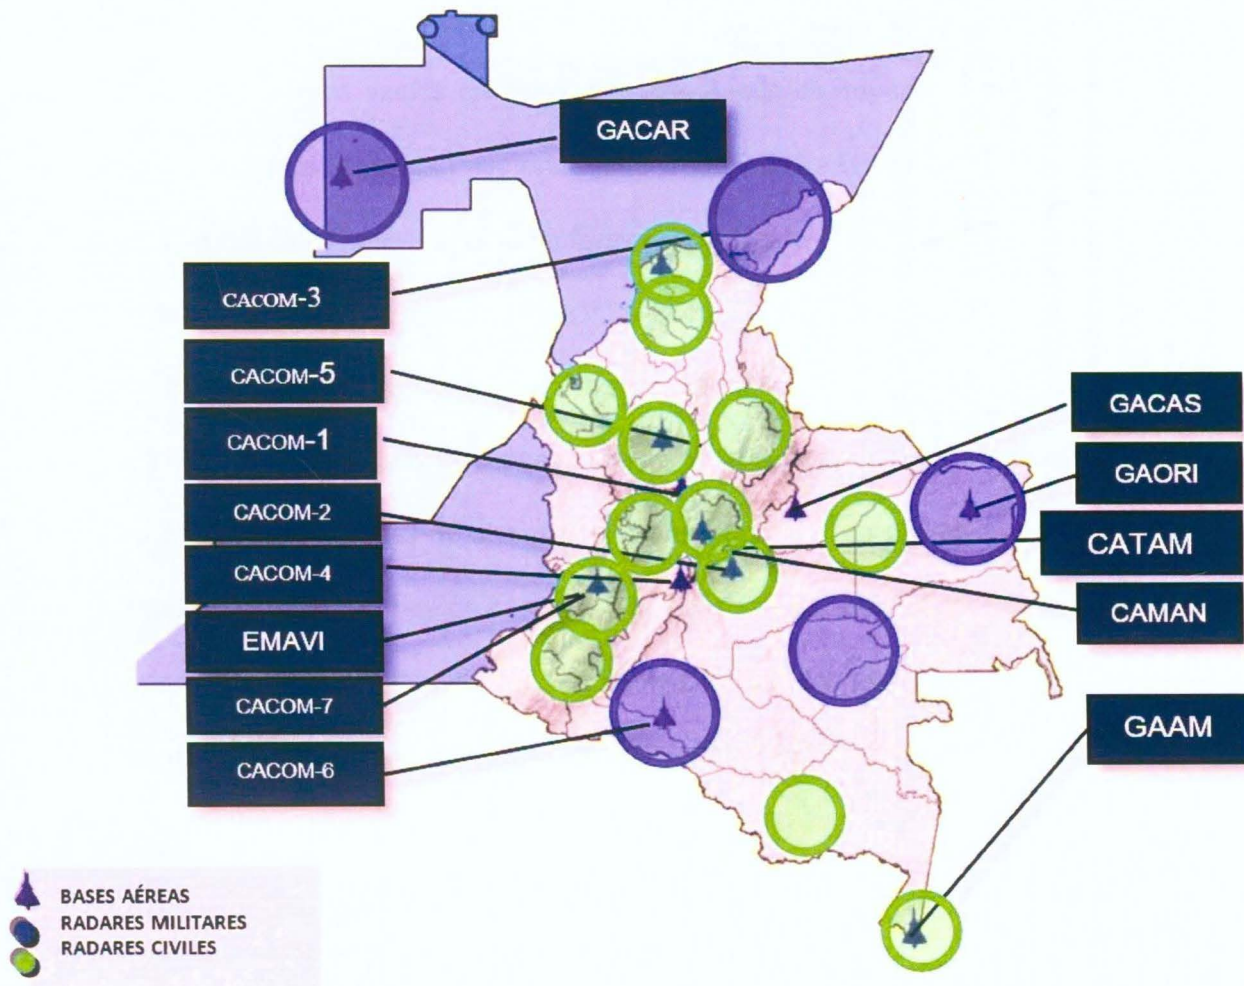 GACAR
CACOM-3
CACOM-5
CACOM-1
CACOM-2
CACOM-4
EMAVI
CACOM-7
CACOM-6
GACAS
GAORI
CATAM
CAMAN
GAAM
BASES AÉREAS
RADARES MILITARES
RADARES CIVILES